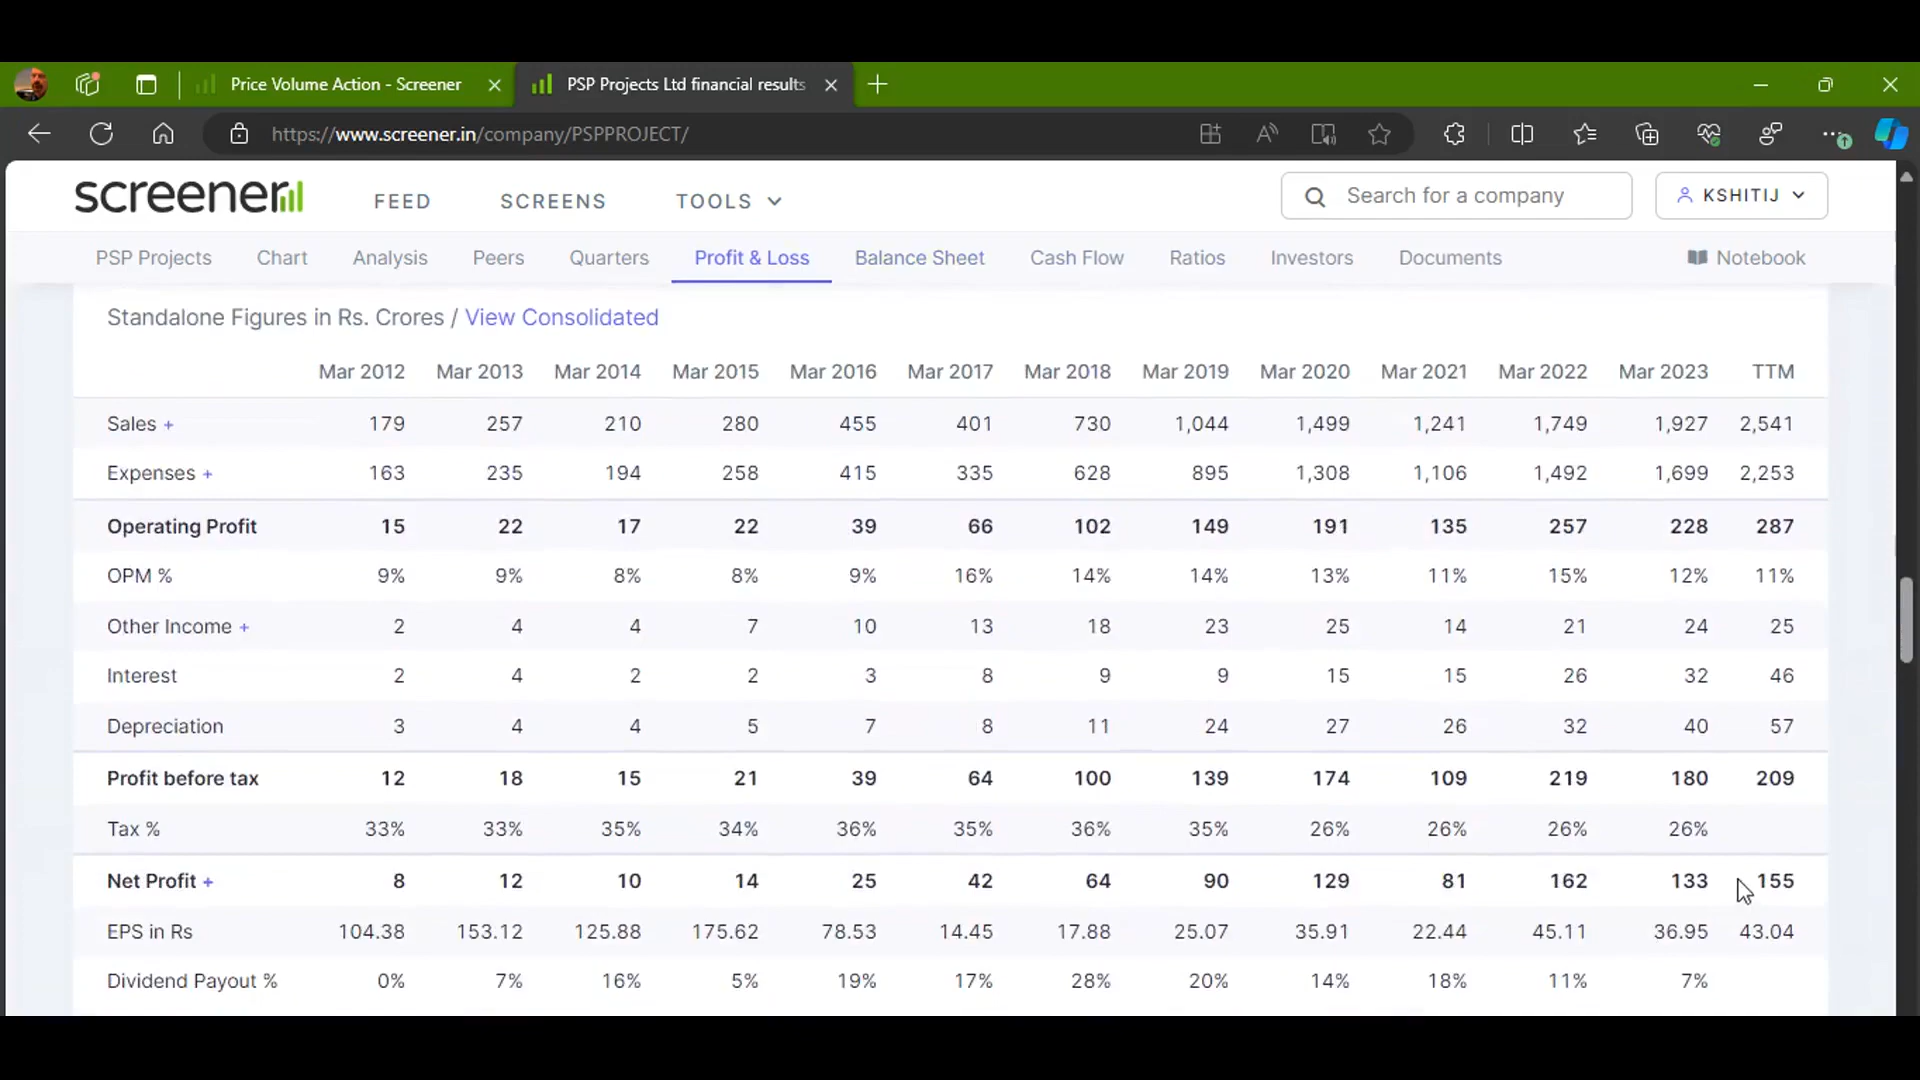 Price Volume Action - Screener
PSP Projects Ltd financial results
https://www.screener.in/company/PSPPROJECT/
screener FEED SCREENS TOOLS Search for a company KSHITIJ
PSP Projects Chart Analysis Peers Quarters Profit & Loss Balance Sheet Cash Flow Ratios Investors Documents Notebook
Standalone Figures in Rs. Crores / View Consolidated
Mar 2012 Mar 2013 Mar 2014 Mar 2015 Mar 2016 Mar 2017 Mar 2018 Mar 2019 Mar 2020 Mar 2021 Mar 2022 Mar 2023 TTM
Sales + 179 257 210 280 455 401 730 1,044 1,499 1,241 1,749 1,927 2,541
Expenses + 163 235 194 258 415 335 628 895 1,308 1,106 1,492 1,699 2,253
Operating Profit 15 22 17 22 39 66 102 149 191 135 257 228 287
OPM % 9% 9% 8% 8% 9% 16% 14% 14% 13% 11% 15% 12% 11%
Other Income + 2 4 4 7 10 13 18 23 25 14 21 24 25
Interest 2 4 2 2 3 8 9 9 15 15 26 32 46
Depreciation 3 4 4 5 7 8 11 24 27 26 32 40 57
Profit before tax 12 18 15 21 39 64 100 139 174 109 219 180 209
Tax % 33% 33% 35% 34% 36% 35% 36% 35% 26% 26% 26% 26%
Net Profit + 8 12 10 14 25 42 64 90 129 81 162 133 155
EPS in Rs 104.38 153.12 125.88 175.62 78.53 14.45 17.88 25.07 35.91 22.44 45.11 36.95 43.04
Dividend Payout % 0% 7% 16% 5% 19% 17% 28% 20% 14% 18% 11% 7%